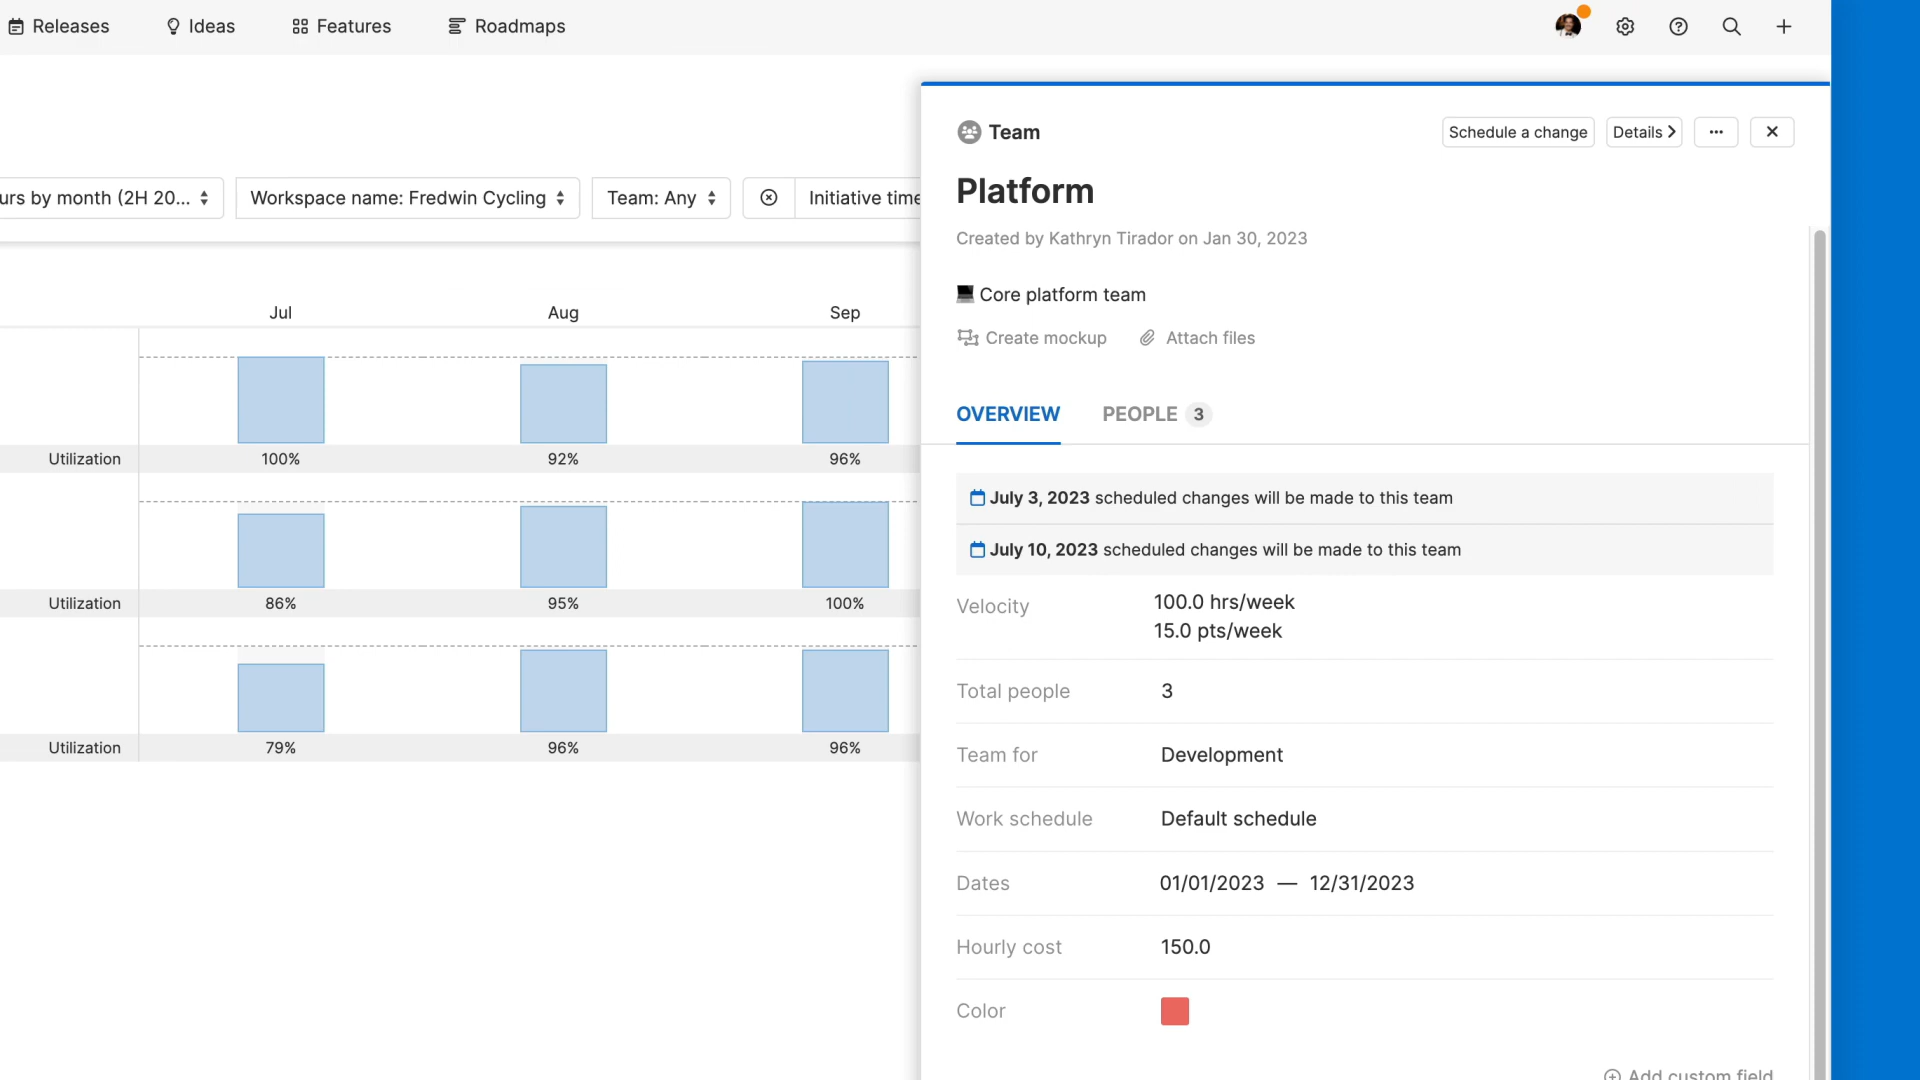 Releases
Ideas
Features
Roadmaps
urs by month (2H 20...
Workspace name: Fredwin Cycling
Team: Any
Initiative time
Jul
Aug
Sep
Utilization
100%
92%
96%
Utilization
86%
95%
100%
Utilization
79%
96%
96%
Team
Schedule a change
Details
Platform
Created by Kathryn Tirador on Jan 30, 2023
Core platform team
Create mockup
Attach files
OVERVIEW
PEOPLE 3
July 3, 2023 scheduled changes will be made to this team
July 10, 2023 scheduled changes will be made to this team
Velocity
100.0 hrs/week
15.0 pts/week
Total people
3
Team for
Development
Work schedule
Default schedule
Dates
01/01/2023 — 12/31/2023
Hourly cost
150.0
Color
Add custom field